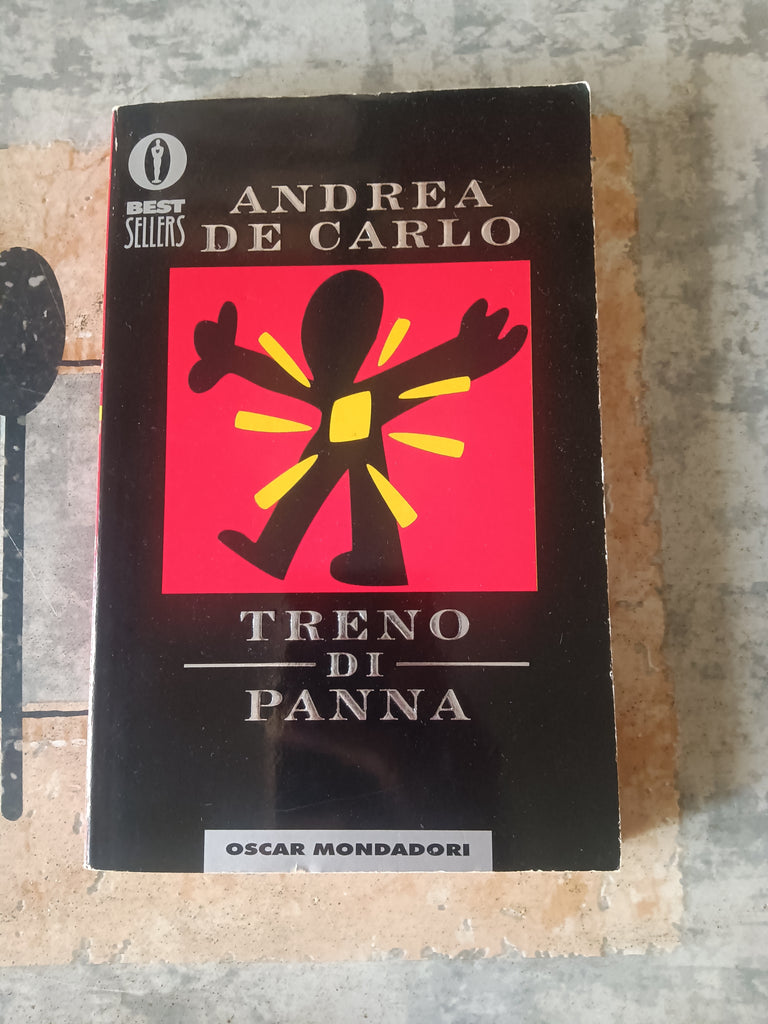 BEST
SELLERS
ANDREA
DE CARLO
TRENO
DI
PANNA
OSCAR MONDADORI